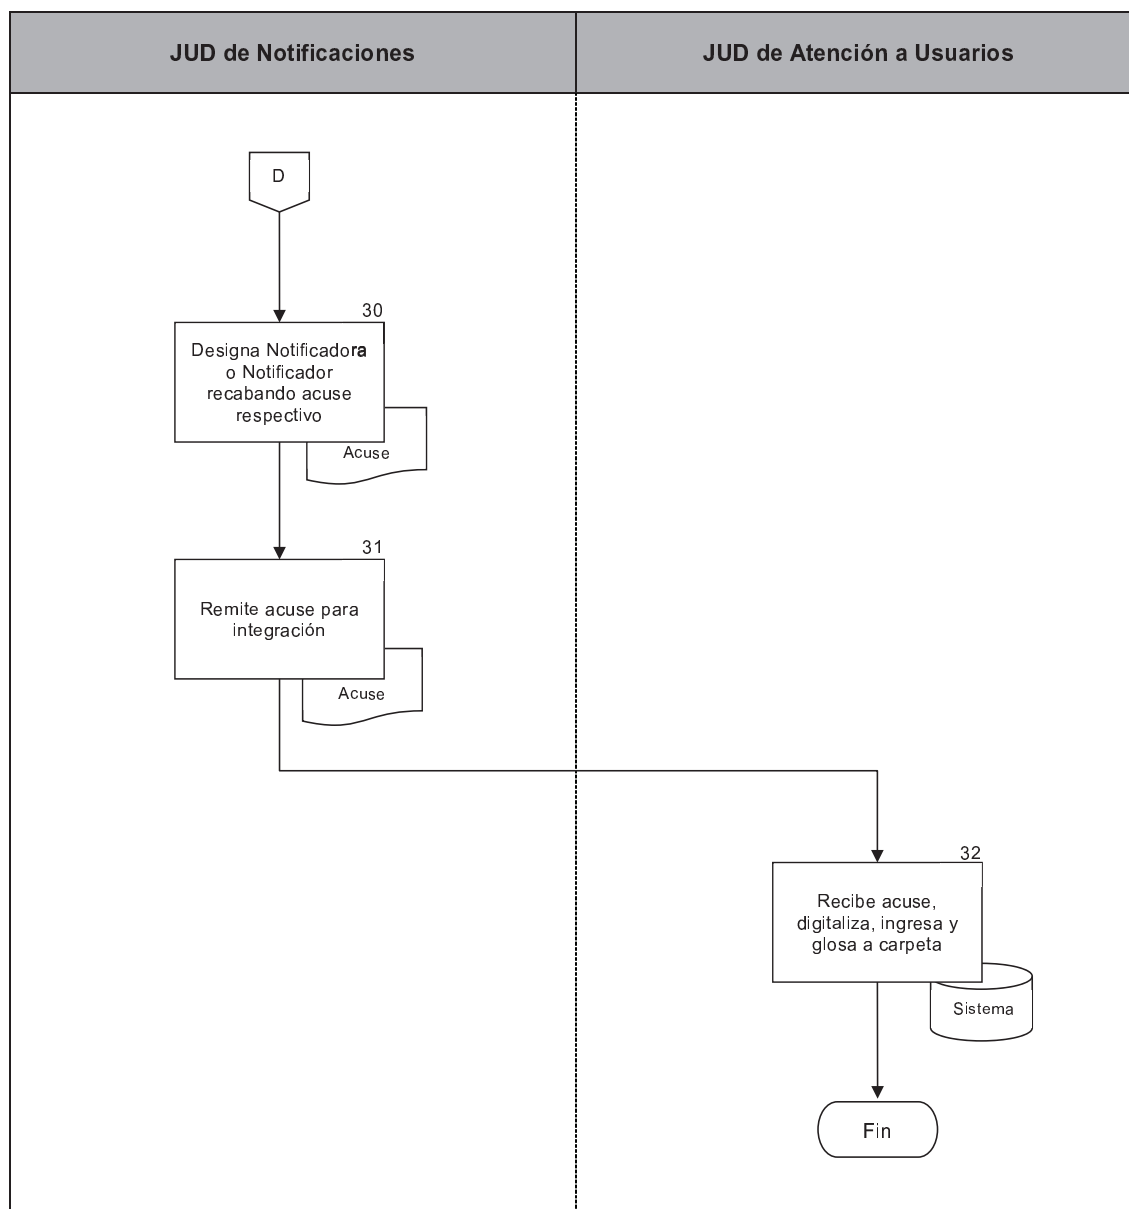 JUD de Notificaciones
JUD de Atención a Usuarios
D
30
Designa Notificadora
o Notificador
recabando acuse
respectivo
Acuse
31
Remite acuse para
integración
Acuse
32
Recibe acuse,
digitaliza, ingresa y
glosa a carpeta
Sistema
Fin